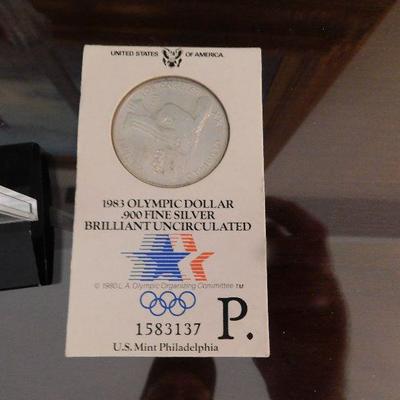 UNITED STATES OF AMERICA
1983 OLYMPIC DOLLAR
.900 FINE SILVER
BRILLIANT UNCIRCULATED
© 1980 L.A. Olympic Organizing Committee TM
1583137 P.
U.S. Mint Philadelphia